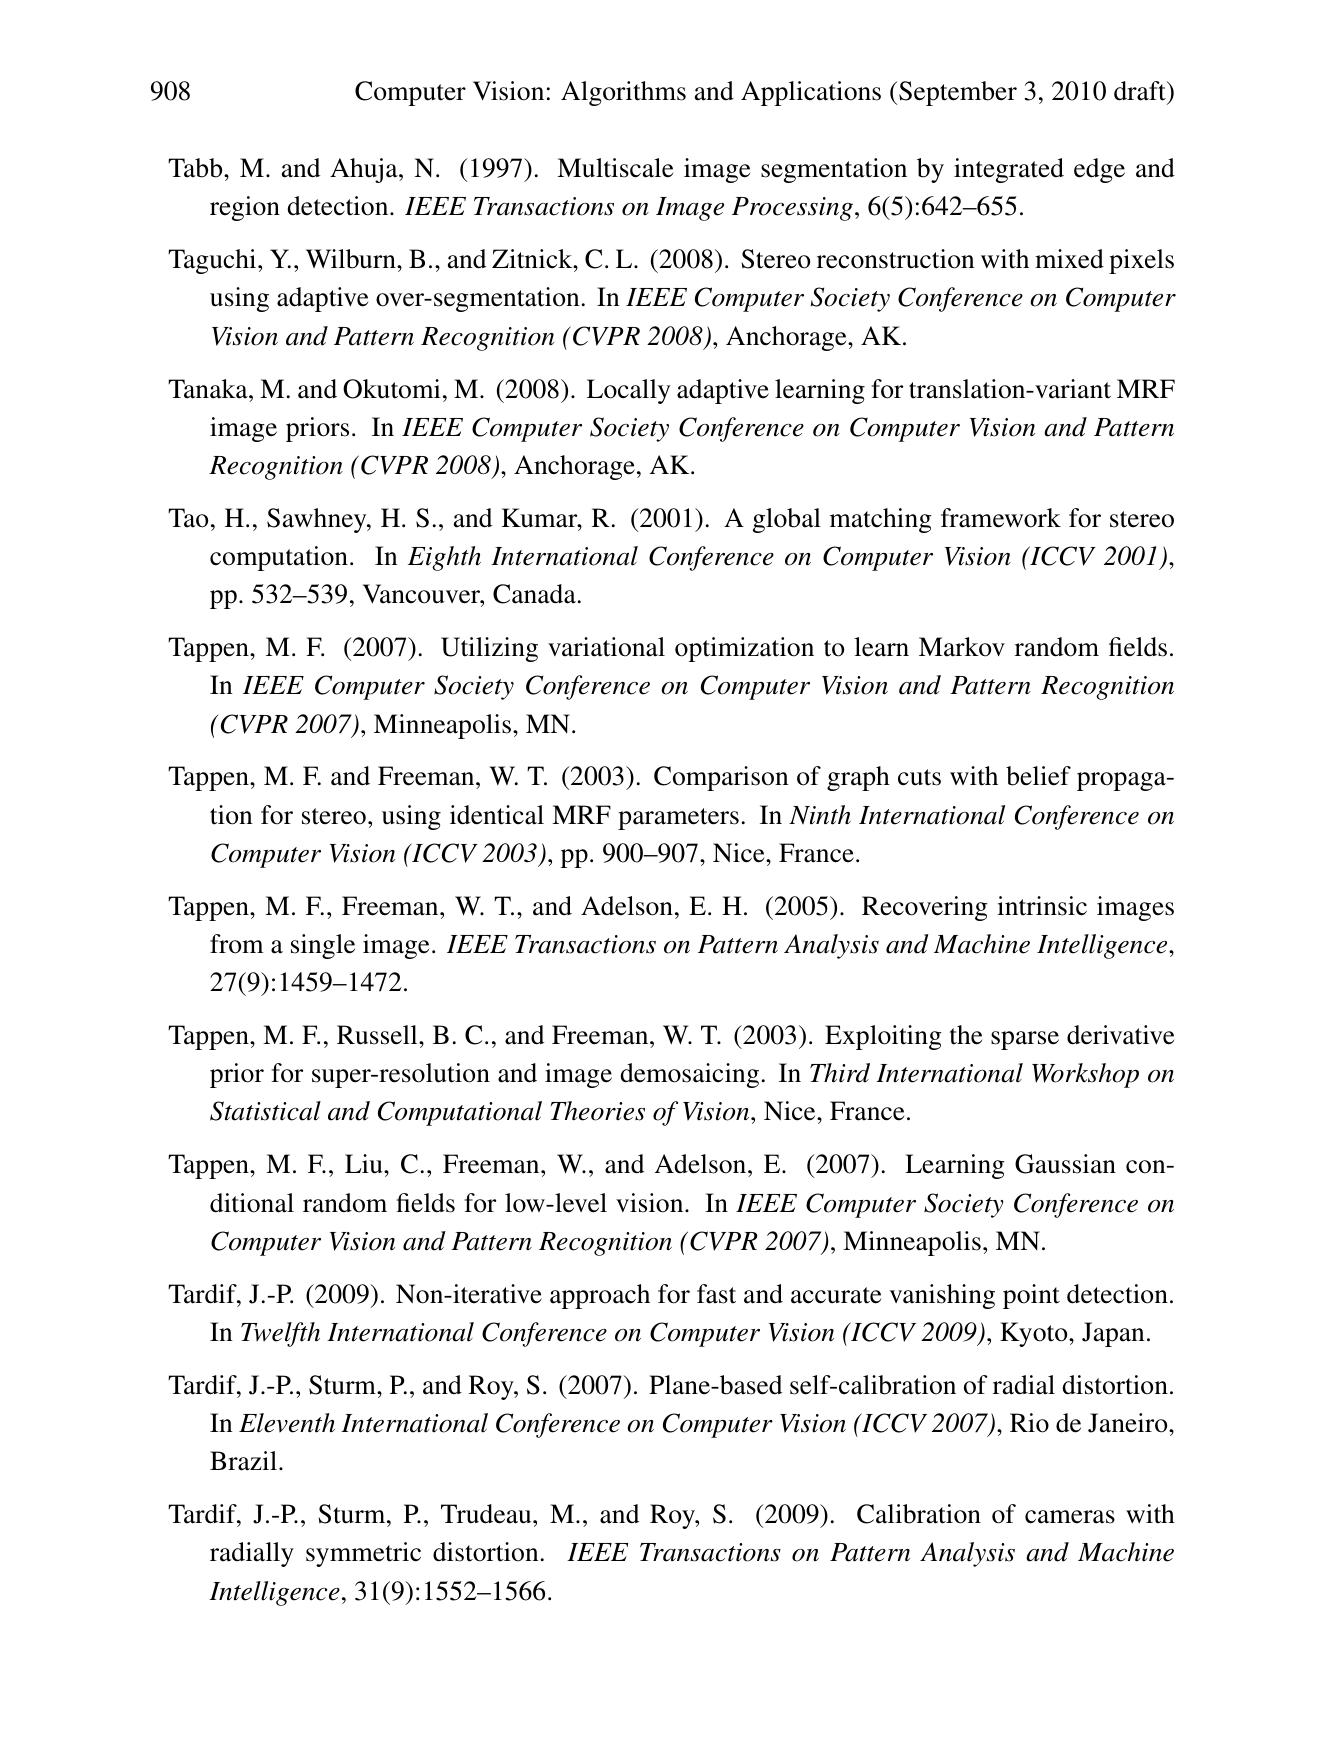 908 Computer Vision: Algorithms and Applications (September 3, 2010 draft)
Tabb, M. and Ahuja, N. (1997). Multiscale image segmentation by integrated edge and
region detection. IEEE Transactions on Image Processing, 6(5):642–655.
Taguchi, Y., Wilburn, B., and Zitnick, C. L. (2008). Stereo reconstruction with mixed pixels
using adaptive over-segmentation. In IEEE Computer Society Conference on Computer
Vision and Pattern Recognition (CVPR 2008), Anchorage, AK.
Tanaka, M. and Okutomi, M. (2008). Locally adaptive learning for translation-variant MRF
image priors. In IEEE Computer Society Conference on Computer Vision and Pattern
Recognition (CVPR 2008), Anchorage, AK.
Tao, H., Sawhney, H. S., and Kumar, R. (2001). A global matching framework for stereo
computation. In Eighth International Conference on Computer Vision (ICCV 2001),
pp. 532–539, Vancouver, Canada.
Tappen, M. F. (2007). Utilizing variational optimization to learn Markov random fields.
In IEEE Computer Society Conference on Computer Vision and Pattern Recognition
(CVPR 2007), Minneapolis, MN.
Tappen, M. F. and Freeman, W. T. (2003). Comparison of graph cuts with belief propaga-
tion for stereo, using identical MRF parameters. In Ninth International Conference on
Computer Vision (ICCV 2003), pp. 900–907, Nice, France.
Tappen, M. F., Freeman, W. T., and Adelson, E. H. (2005). Recovering intrinsic images
from a single image. IEEE Transactions on Pattern Analysis and Machine Intelligence,
27(9):1459–1472.
Tappen, M. F., Russell, B. C., and Freeman, W. T. (2003). Exploiting the sparse derivative
prior for super-resolution and image demosaicing. In Third International Workshop on
Statistical and Computational Theories of Vision, Nice, France.
Tappen, M. F., Liu, C., Freeman, W., and Adelson, E. (2007). Learning Gaussian con-
ditional random fields for low-level vision. In IEEE Computer Society Conference on
Computer Vision and Pattern Recognition (CVPR 2007), Minneapolis, MN.
Tardif, J.-P. (2009). Non-iterative approach for fast and accurate vanishing point detection.
In Twelfth International Conference on Computer Vision (ICCV 2009), Kyoto, Japan.
Tardif, J.-P., Sturm, P., and Roy, S. (2007). Plane-based self-calibration of radial distortion.
In Eleventh International Conference on Computer Vision (ICCV 2007), Rio de Janeiro,
Brazil.
Tardif, J.-P., Sturm, P., Trudeau, M., and Roy, S. (2009). Calibration of cameras with
radially symmetric distortion. IEEE Transactions on Pattern Analysis and Machine
Intelligence, 31(9):1552–1566.